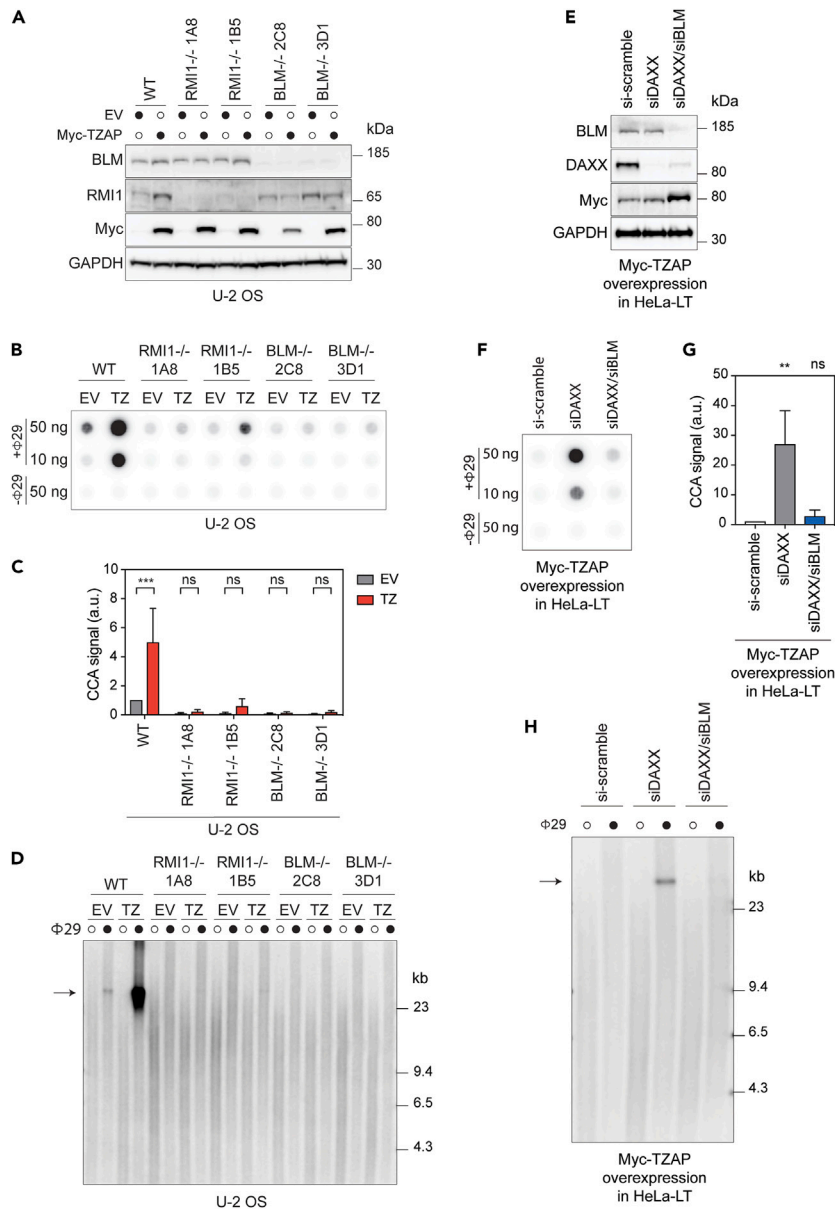 A
WT
RMI1-/- 1A8
RMI1-/- 1B5
BLM-/- 2C8
BLM-/- 3D1
EV
Myc-TZAP
kDa
BLM
185
RMI1
65
Myc
80
GAPDH
30
U-2 OS
B
WT
RMI1-/-
1A8
RMI1-/-
1B5
BLM-/-
2C8
BLM-/-
3D1
EV TZ EV TZ EV TZ EV TZ EV TZ
+Φ29
50 ng
10 ng
-Φ29
50 ng
U-2 OS
C
CCA signal (a.u.)
10
8
6
4
2
0
*** ns ns ns ns
EV
TZ
WT
RMI1-/- 1A8
RMI1-/- 1B5
BLM-/- 2C8
BLM-/- 3D1
U-2 OS
D
WT
RMI1-/-
1A8
RMI1-/-
1B5
BLM-/-
2C8
BLM-/-
3D1
EV TZ EV TZ EV TZ EV TZ EV TZ
Φ29
kb
23
9.4
6.5
4.3
U-2 OS
E
si-scramble
siDAXX
siDAXX/siBLM
kDa
BLM
185
DAXX
80
Myc
80
GAPDH
30
Myc-TZAP
overexpression
in HeLa-LT
F
si-scramble
siDAXX
siDAXX/siBLM
+Φ29
50 ng
10 ng
-Φ29
50 ng
Myc-TZAP
overexpression
in HeLa-LT
G
CCA signal (a.u.)
50
40
30
20
10
0
** ns
si-scramble
siDAXX
siDAXX/siBLM
Myc-TZAP
overexpression
in HeLa-LT
H
si-scramble
siDAXX
siDAXX/siBLM
Φ29
kb
23
9.4
6.5
4.3
Myc-TZAP
overexpression
in HeLa-LT